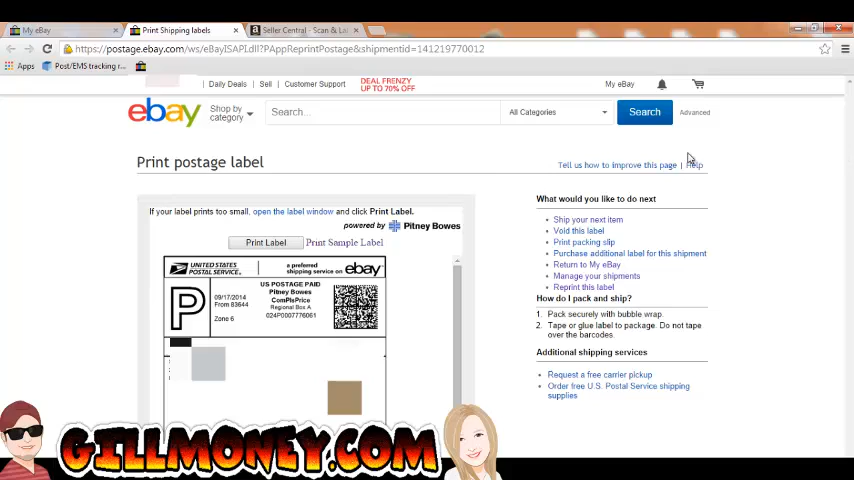 My eBay
Print Shipping labels
Seller Central - Scan & La
https://postage.ebay.com/ws/eBayISAPI.dll?PAppReprintPostage&shipmentid=141219770012
Apps
Post/EMS tracking r...
Daily Deals
Sell
Customer Support
DEAL FRENZY
UP TO 70% OFF
My eBay
ebay
Shop by
category
Search...
All Categories
Search
Advanced
Print postage label
Tell us how to improve this page | Help
If your label prints too small, open the label window and click Print Label.
powered by Pitney Bowes
Print Label
Print Sample Label
UNITED STATES
POSTAL SERVICE®
a preferred
shipping service on ebay
P
09/17/2014
From 83644
Zone 6
US POSTAGE PAID
Pitney Bowes
ComPlsPrice
Regional Box A
024P0007776061
What would you like to do next
Ship your next item
Void this label
Print packing slip
Purchase additional label for this shipment
Return to My eBay
Manage your shipments
Reprint this label
How do I pack and ship?
1. Pack securely with bubble wrap.
2. Tape or glue label to package. Do not tape
over the barcodes.
Additional shipping services
Request a free carrier pickup
Order free U.S. Postal Service shipping
supplies
GILLMONEY.COM